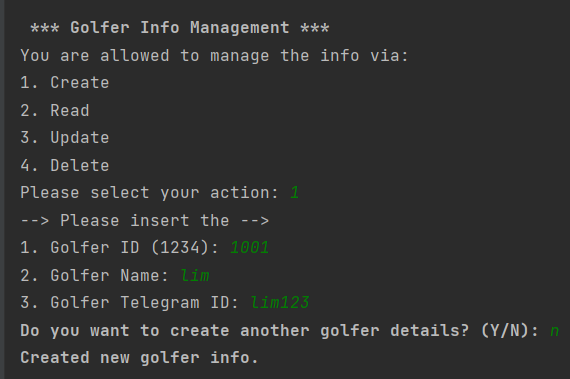 *** Golfer Info Management ***
You are allowed to manage the info via:
1. Create
2. Read
3. Update
4. Delete
Please select your action: 1
--> Please insert the -->
1. Golfer ID (1234): 1001
2. Golfer Name: lim
3. Golfer Telegram ID: lim123
Do you want to create another golfer details? (Y/N): n
Created new golfer info.